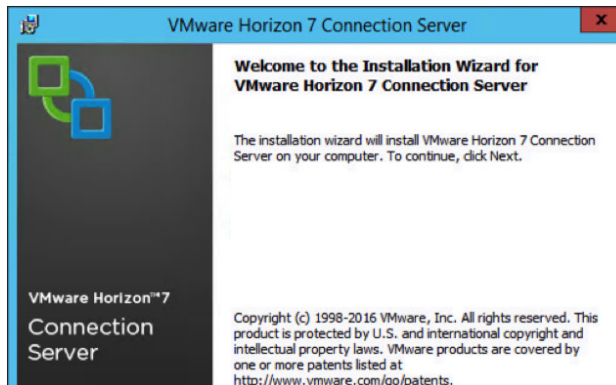 VMware Horizon 7 Connection Server
x
Welcome to the Installation Wizard for
VMware Horizon 7 Connection Server
The installation wizard will install VMware Horizon 7 Connection
Server on your computer. To continue, click Next.
VMware Horizon™7
Connection
Server
Copyright (c) 1998-2016 VMware, Inc. All rights reserved. This
product is protected by U.S. and international copyright and
intellectual property laws. VMware products are covered by
one or more patents listed at
http://www.vmware.com/go/patents.